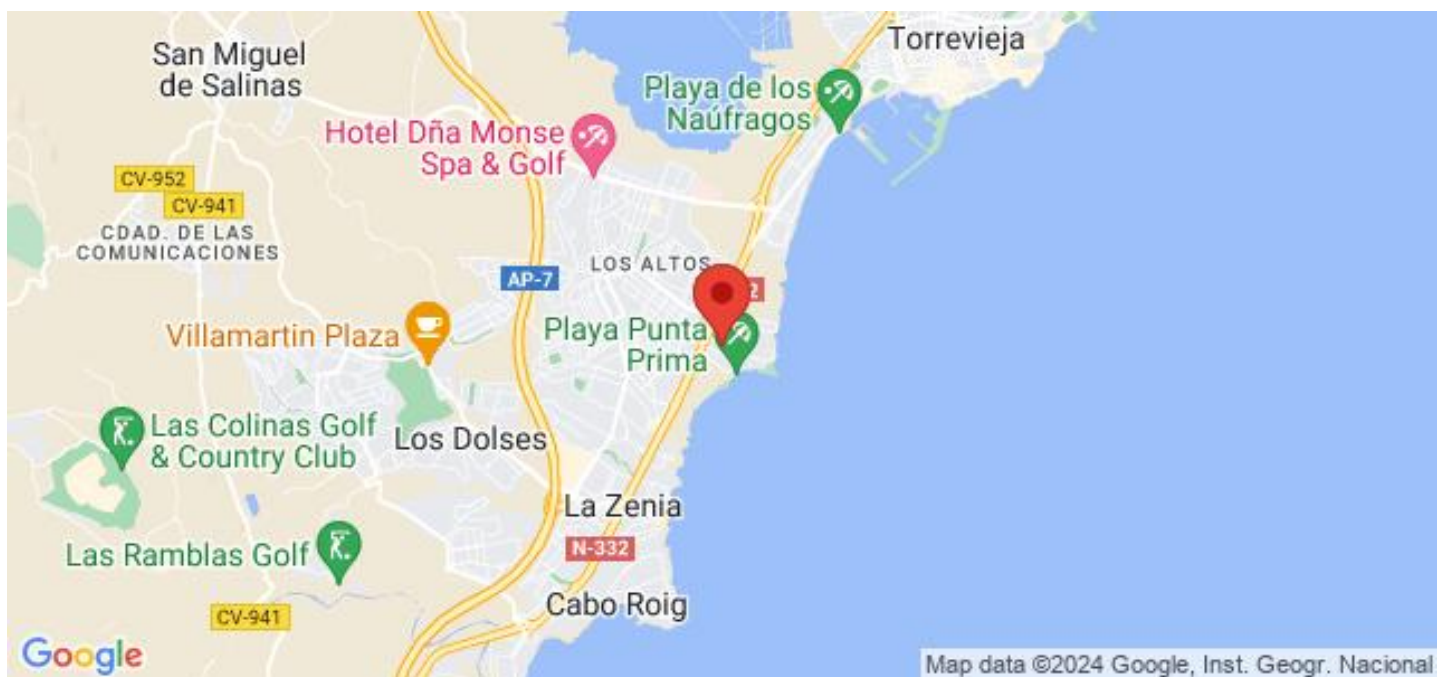 San Miguel
de Salinas
Torrevieja
Playa de los
Naúfragos
Hotel Dña Monse
Spa & Golf
CV-952
CV-941
CDAD. DE LAS
COMUNICACIONES
LOS ALTOS
AP-7
2
Villamartin Plaza
Playa Punta
Prima
Las Colinas Golf
& Country Club
Los Dolses
La Zenia
Las Ramblas Golf
N-332
Cabo Roig
CV-941
Google
Map data ©2024 Google, Inst. Geogr. Nacional